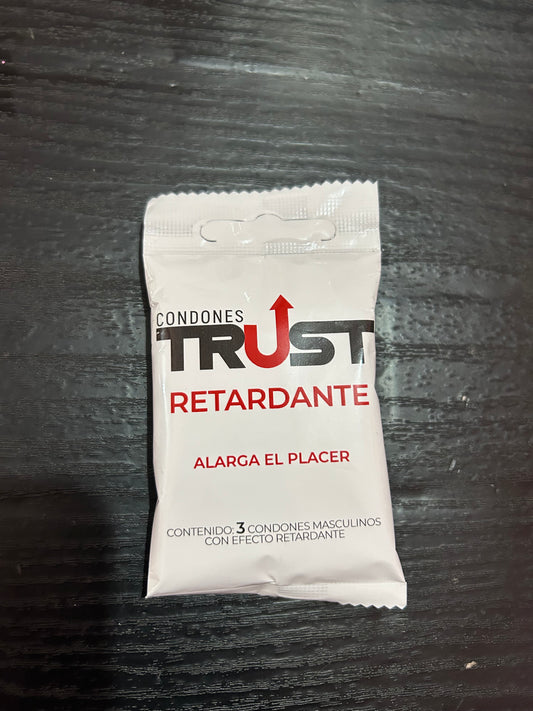 CONDONES
TRUST
RETARDANTE
ALARGA EL PLACER
CONTENIDO: 3 CONDONES MASCULINOS
CON EFECTO RETARDANTE